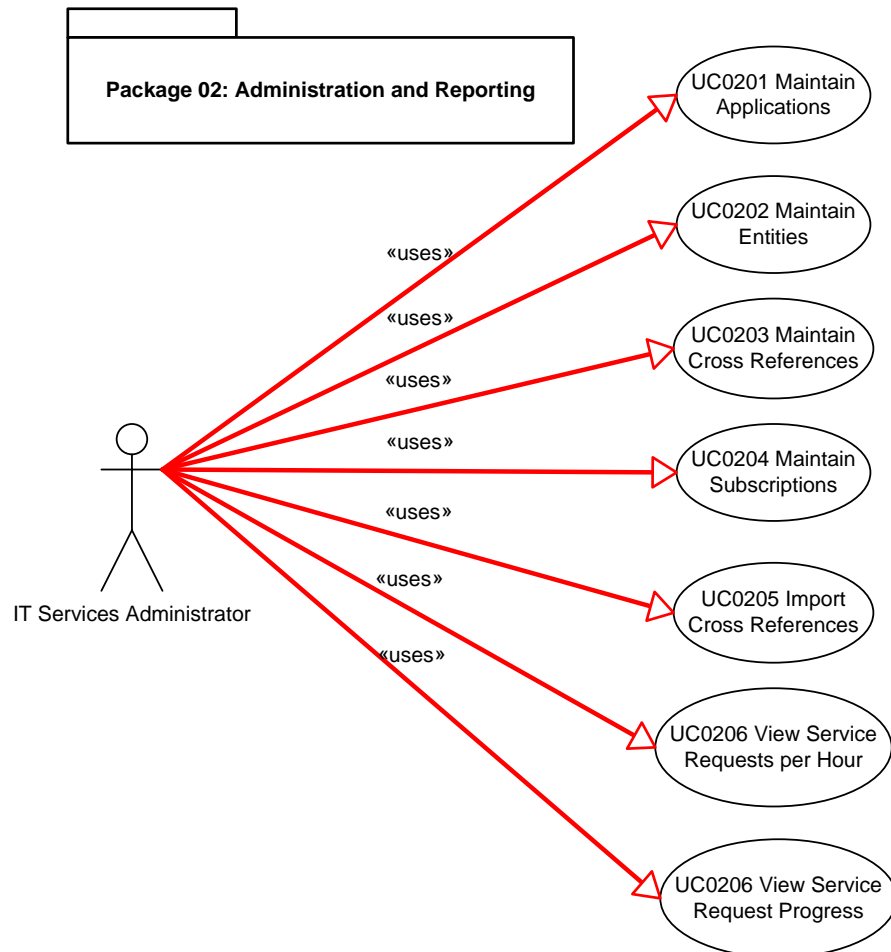 Package 02: Administration and Reporting
UC0201 Maintain
Applications
UC0202 Maintain
Entities
«uses»
«uses»
UC0203 Maintain
Cross References
«uses»
«uses»
UC0204 Maintain
Subscriptions
«uses»
«uses»
UC0205 Import
Cross References
IT Services Administrator
«uses»
UC0206 View Service
Requests per Hour
UC0206 View Service
Request Progress